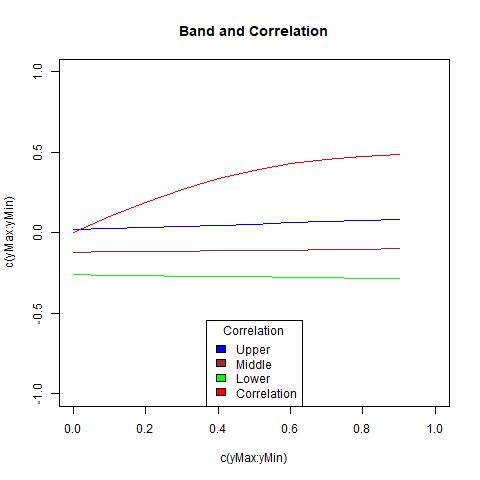 Band and Correlation
c(yMax:yMin)
1.0
0.5
0.0
-0.5
-1.0
Correlation
Upper
Middle
Lower
Correlation
0.0 0.2 0.4 0.6 0.8 1.0
c(yMax:yMin)